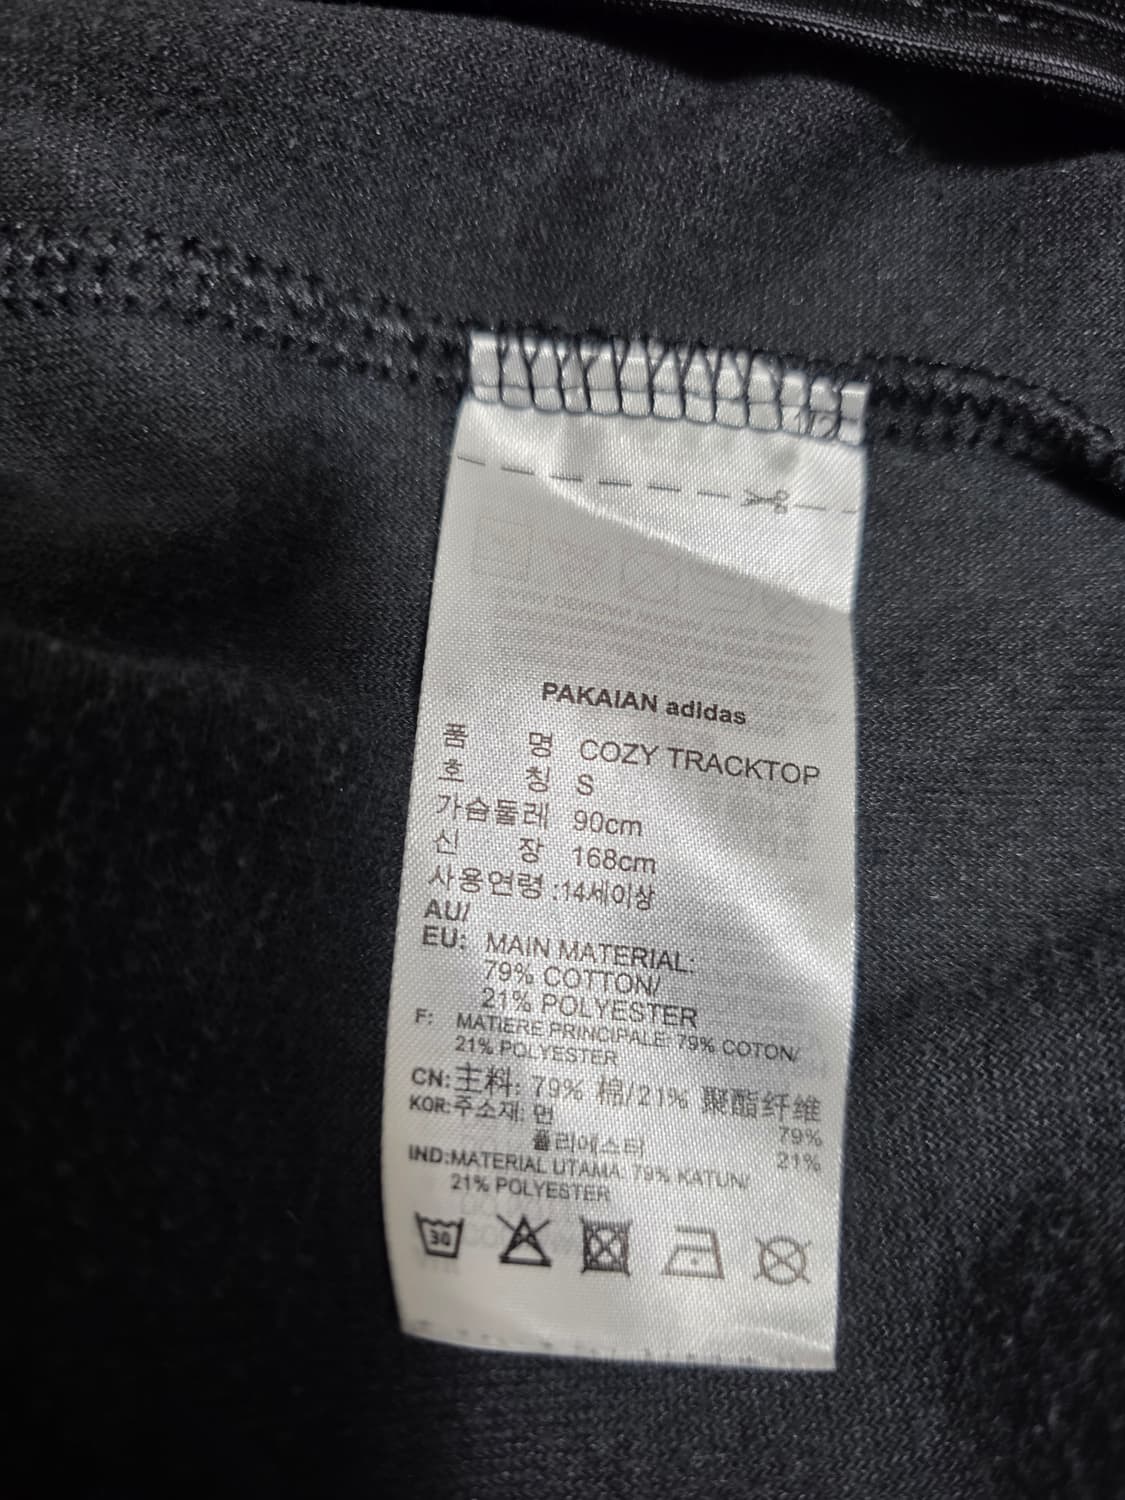 PAKAIAN adidas
품 명 COZY TRACKTOP
호 칭 S
가슴둘레 90cm
신 장 168cm
사용연령 :14세이상
AU/
EU: MAIN MATERIAL:
79% COTTON/
21% POLYESTER
F: MATIERE PRINCIPALE: 79% COTON/
21% POLYESTER
CN:主料: 79% 棉/21% 聚酯纤维
KOR:주소재: 면 79%
폴리에스터 21%
IND:MATERIAL UTAMA: 79% KATUN/
21% POLYESTER
30